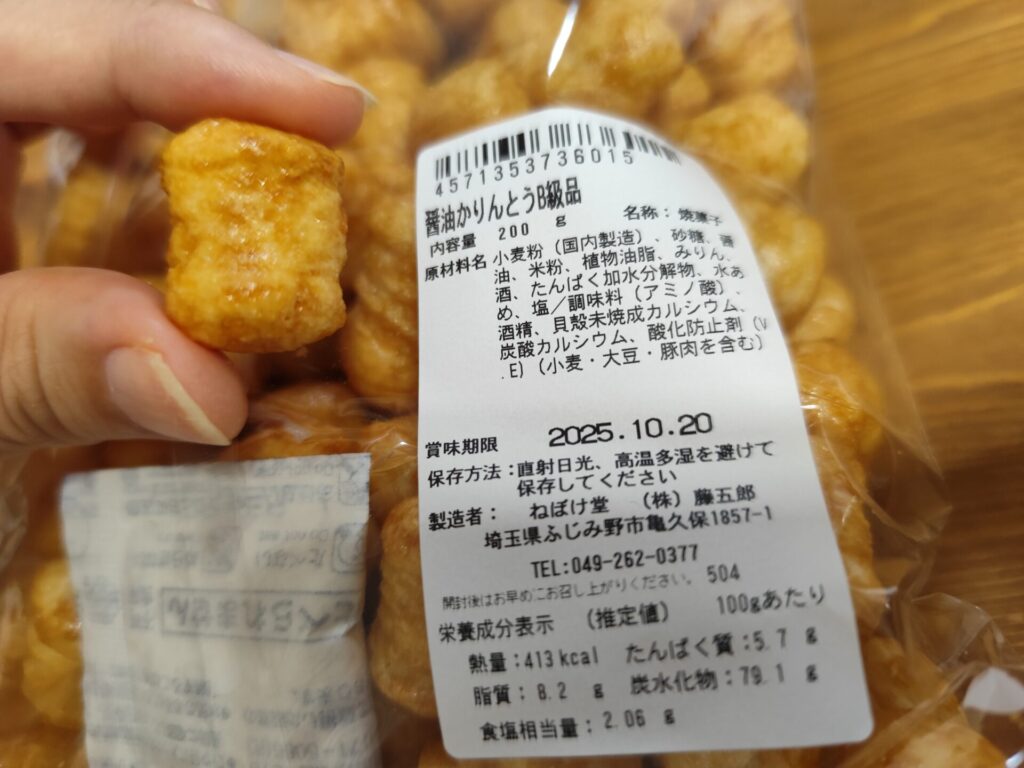 4571353736015
醤油かりんとうB級品
内容量 200 g 名称：焼菓子
原材料名 小麦粉（国内製造）、砂糖、醤
油、米粉、植物油脂、みりん、
酒、たんぱく加水分解物、水あ
め、塩／調味料（アミノ酸）、
酒精、貝殻未焼成カルシウム、
炭酸カルシウム、酸化防止剤（V
.E）（小麦・大豆・豚肉を含む）
賞味期限 2025.10.20
保存方法：直射日光、高温多湿を避けて
保存してください
製造者： ねぼけ堂 （株）藤五郎
埼玉県ふじみ野市亀久保1857-1
TEL:049-262-0377
開封後はお早めにお召し上がりください。 504
栄養成分表示 （推定値） 100gあたり
熱量：413kcal たんぱく質：5.7 g
脂質：8.2 g 炭水化物：79.1 g
食塩相当量：2.06 g
たべられません